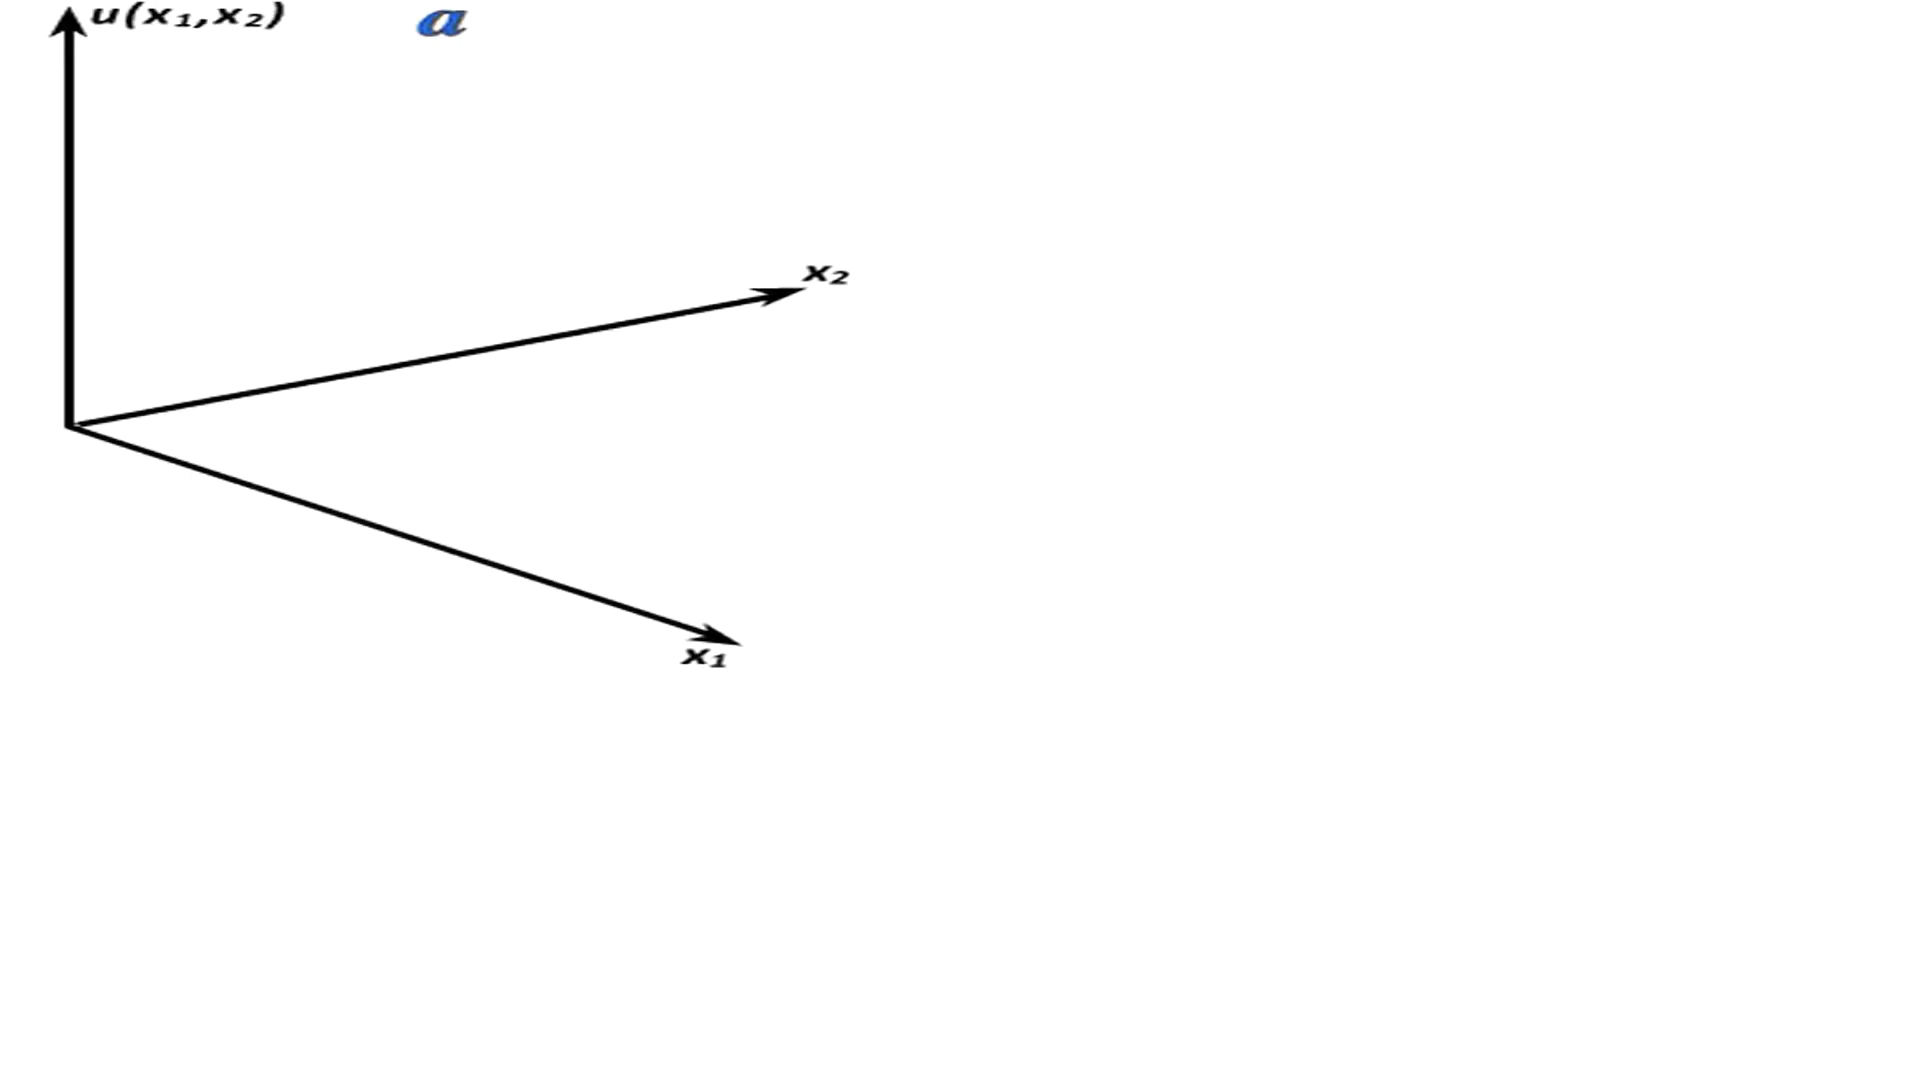 u(x₁,x₂)
a
x₂
x₁